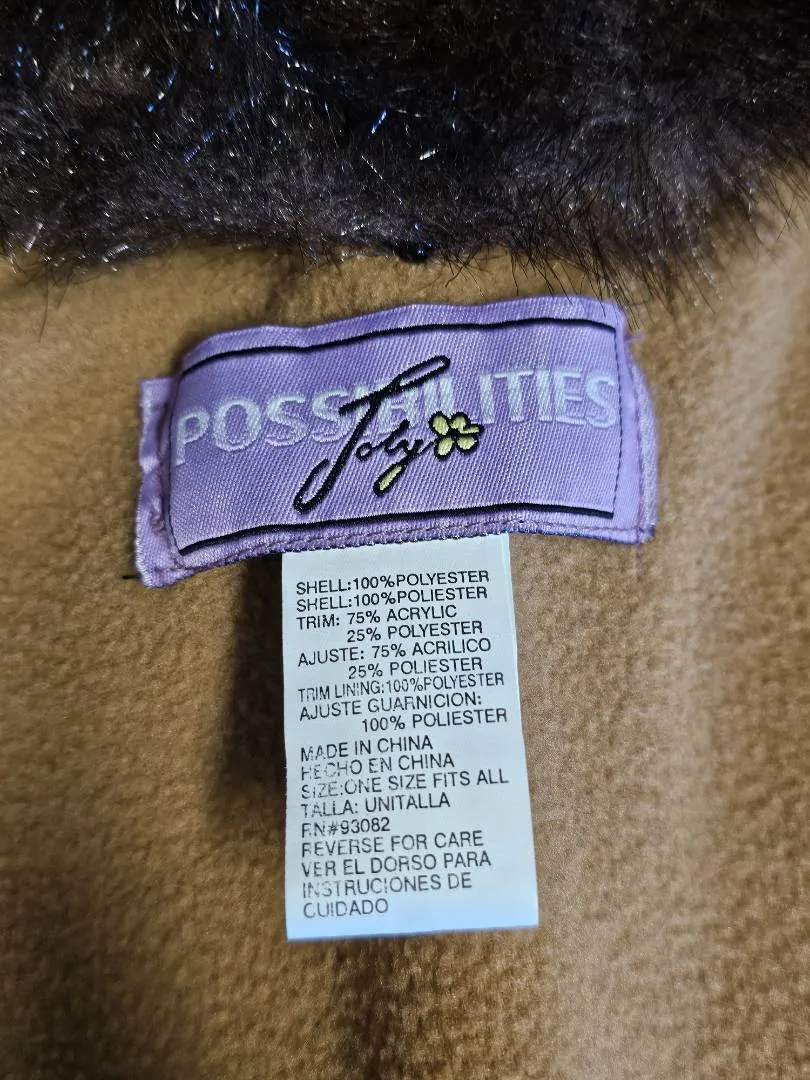 POSSIBILITIES
Joly
SHELL:100%POLYESTER
SHELL:100%POLIESTER
TRIM: 75% ACRYLIC
25% POLYESTER
AJUSTE: 75% ACRILICO
25% POLIESTER
TRIM LINING:100%POLYESTER
AJUSTE GUARNICION:
100% POLIESTER
MADE IN CHINA
HECHO EN CHINA
SIZE:ONE SIZE FITS ALL
TALLA: UNITALLA
RN#93082
REVERSE FOR CARE
VER EL DORSO PARA
INSTRUCIONES DE
CUIDADO